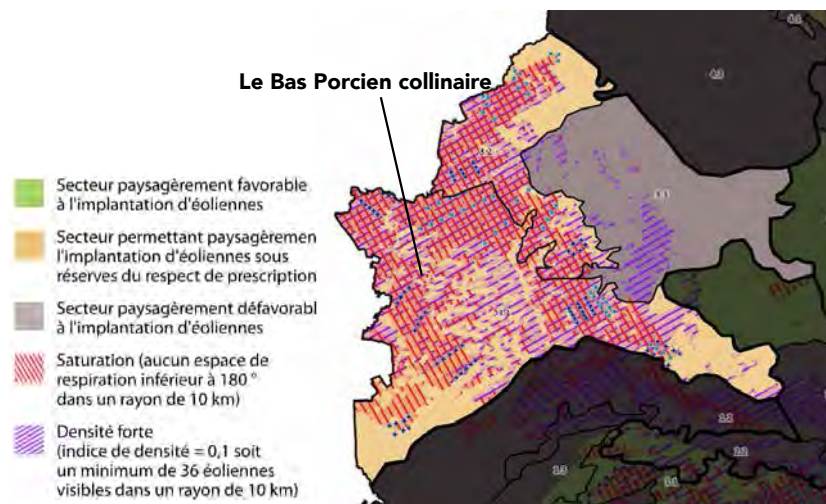 Le Bas Porcien collinaire
Secteur paysagèrement favorable
à l'implantation d'éoliennes
Secteur permettant paysagèremen
l'implantation d'éoliennes sous
réserves du respect de prescription
Secteur paysagèrement défavorabl
à l'implantation d'éoliennes
Saturation (aucun espace de
respiration inférieur à 180 °
dans un rayon de 10 km)
Densité forte
(indice de densité = 0,1 soit
un minimum de 36 éoliennes
visibles dans un rayon de 10 km)